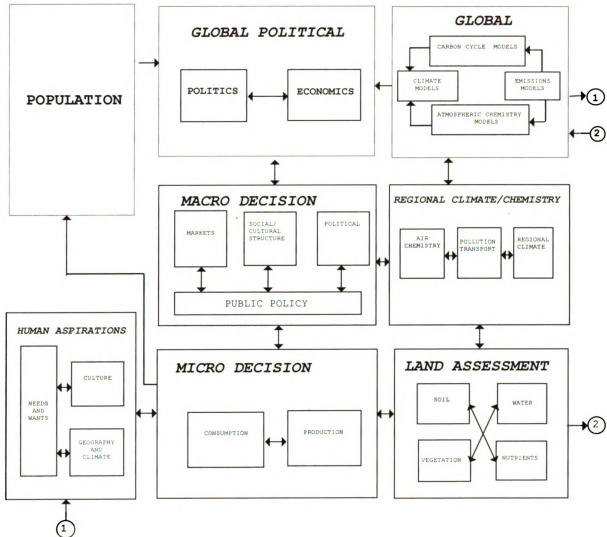 POPULATION
GLOBAL POLITICAL
POLITICS
ECONOMICS
GLOBAL
CARBON CYCLE MODELS
CLIMATE
MODELS
EMISSIONS
MODELS
ATMOSPHERIC CHEMISTRY
MODELS
1
2
MACRO DECISION
MARKETS
SOCIAL/
CULTURAL
STRUCTURE
POLITICAL
PUBLIC POLICY
REGIONAL CLIMATE/CHEMISTRY
AIR
CHEMISTRY
POLLUTION
TRANSPORT
REGIONAL
CLIMATE
HUMAN ASPIRATIONS
NEEDS
AND
WANTS
CULTURE
GEOGRAPHY
AND
CLIMATE
1
MICRO DECISION
CONSUMPTION
PRODUCTION
LAND ASSESSMENT
SOIL
WATER
VEGETATION
NUTRIENTS
2